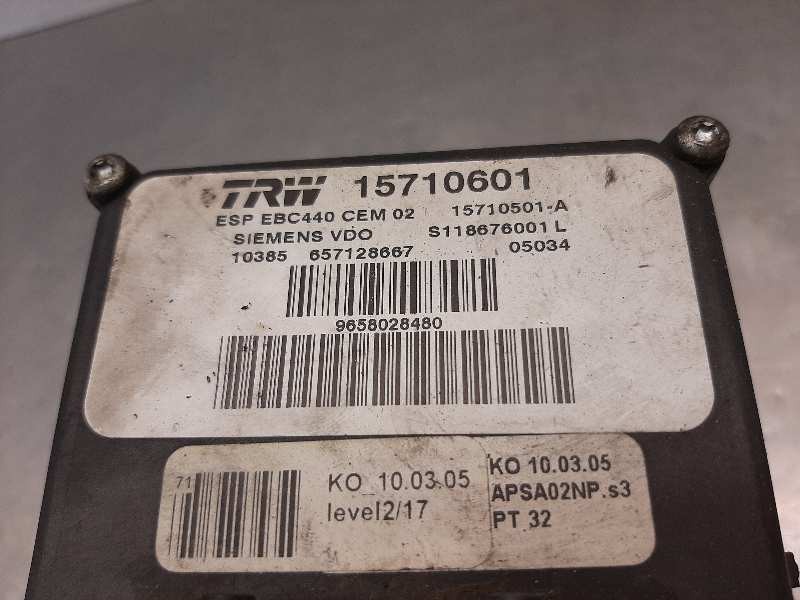 TRW 15710601
ESP EBC440 CEM 02 15710501-A
SIEMENS VDO S118676001 L
10385 657128667 05034
9658028480
71
KO_10.03.05
level2/17
KO 10.03.05
APSA02NP.s3
PT 32